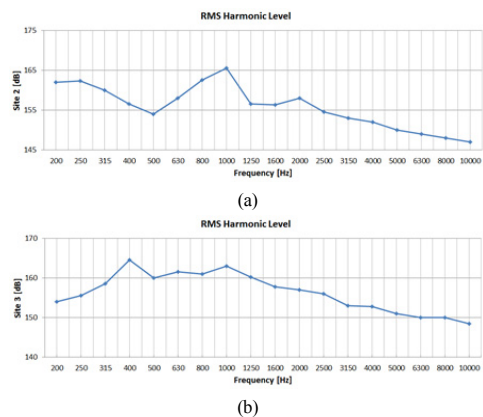 RMS Harmonic Level
175
165
155
145
Site 2 [dB]
200 250 315 400 500 630 800 1000 1250 1600 2000 2500 3150 4000 5000 6300 8000 10000
Frequency [Hz]
(a)
RMS Harmonic Level
170
160
150
140
Site 3 [dB]
200 250 315 400 500 630 800 1000 1250 1600 2000 2500 3150 4000 5000 6300 8000 10000
Frequency [Hz]
(b)